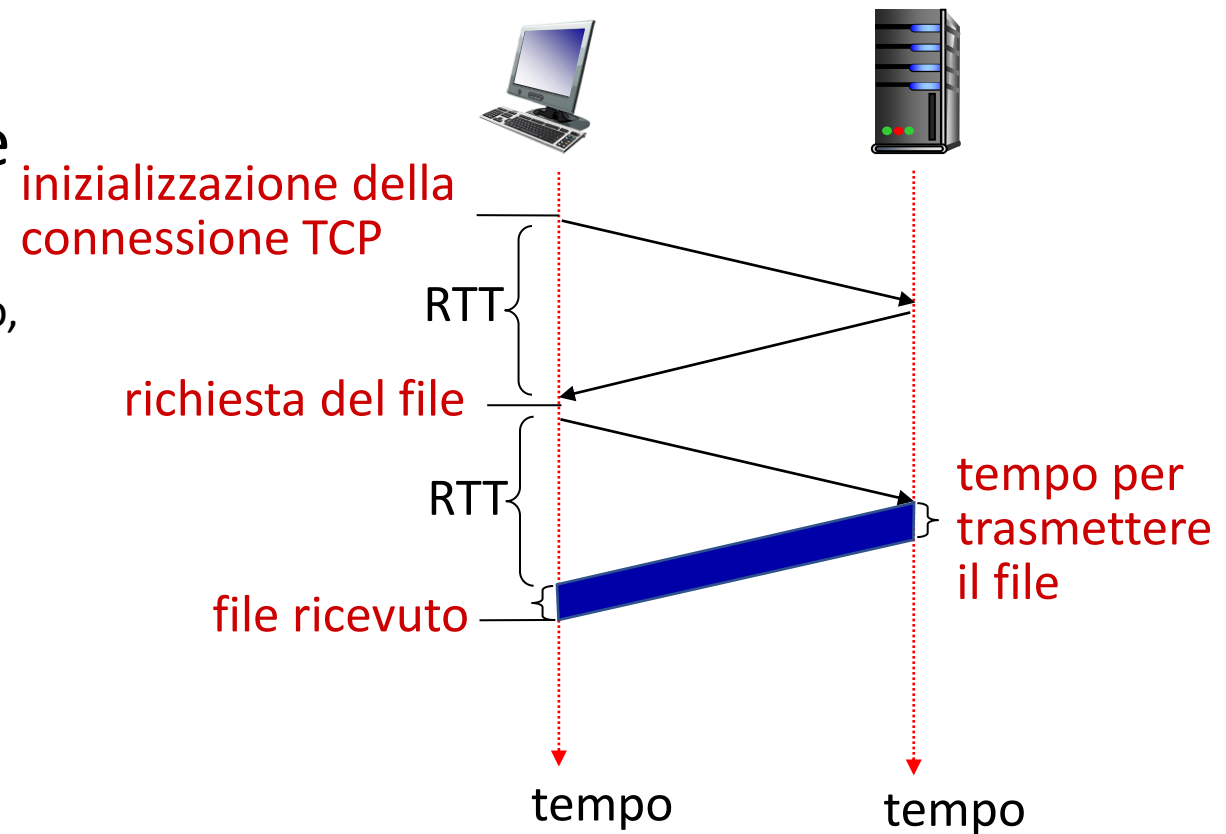 e
inizializzazione della
connessione TCP
o,
RTT
richiesta del file
RTT
tempo per
trasmettere
il file
file ricevuto
tempo
tempo